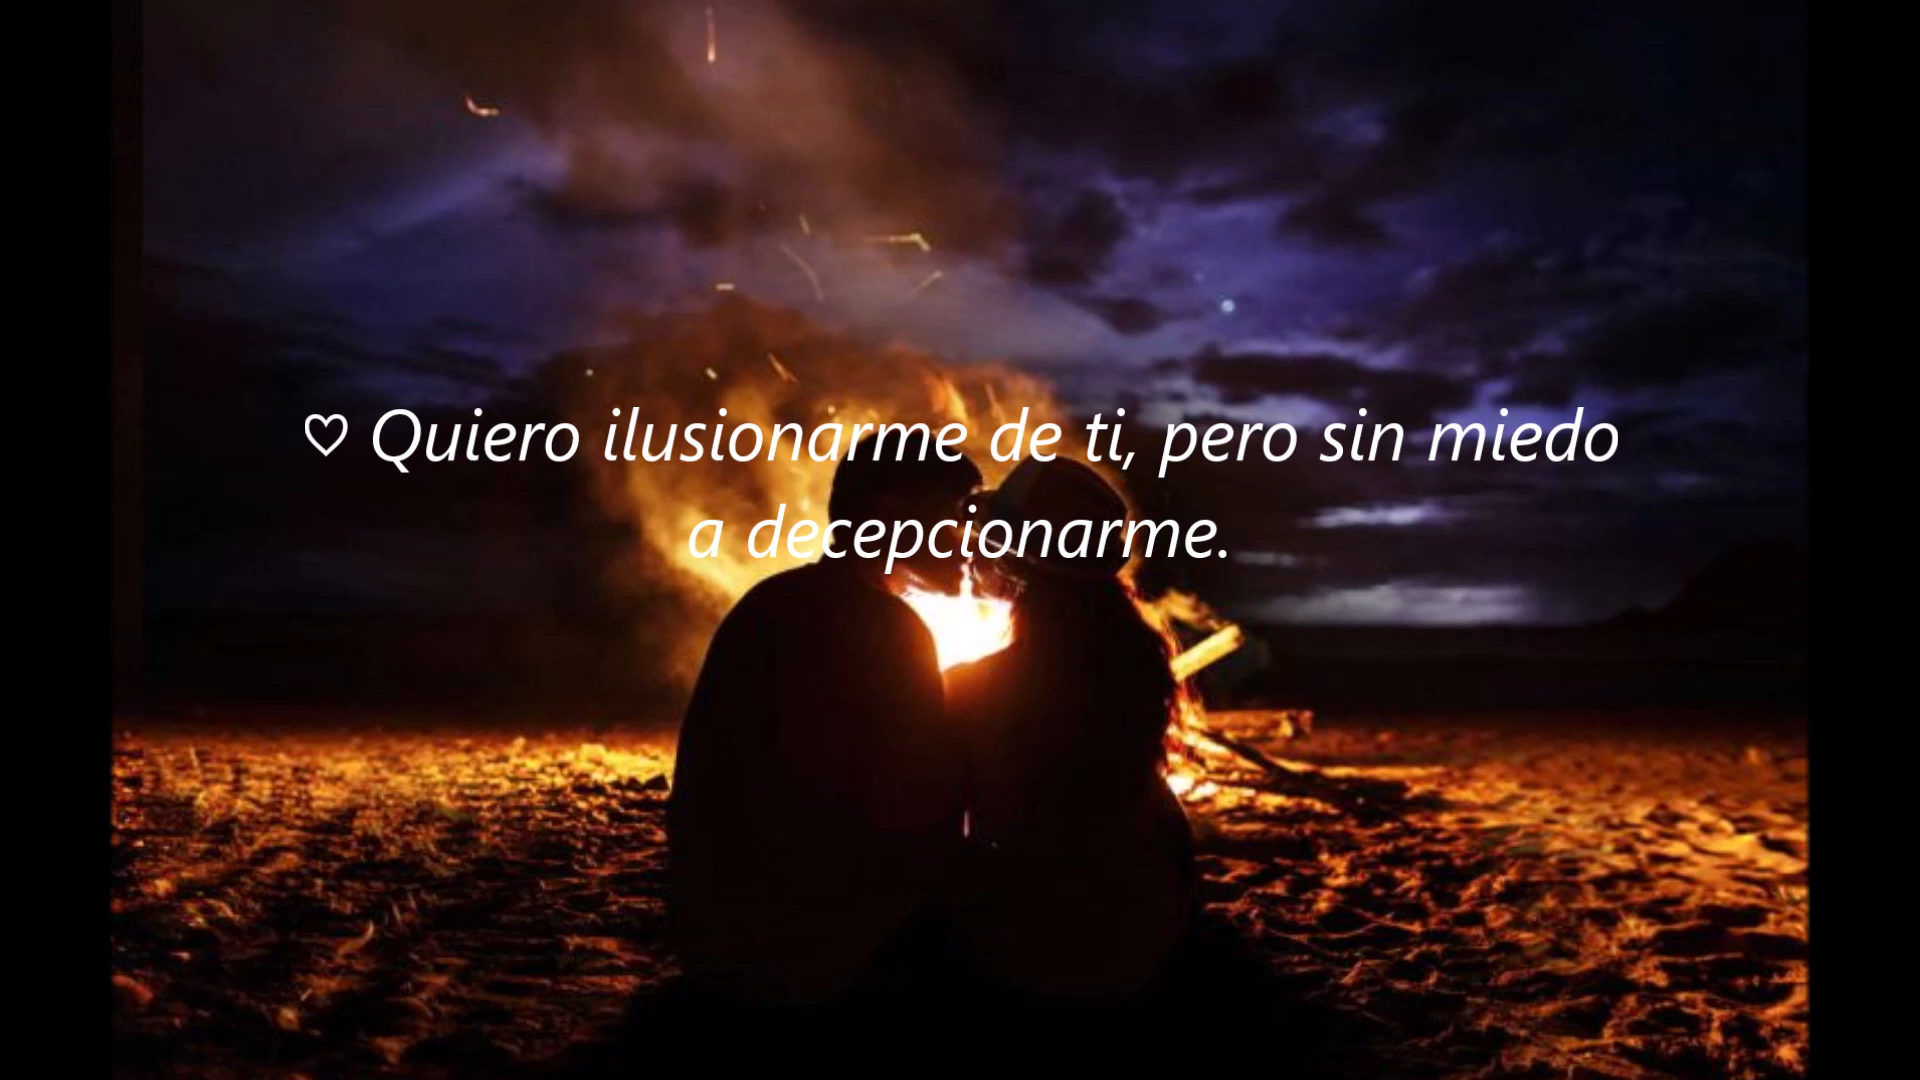 ♡ Quiero ilusionarme de ti, pero sin miedo
a decepcionarme.